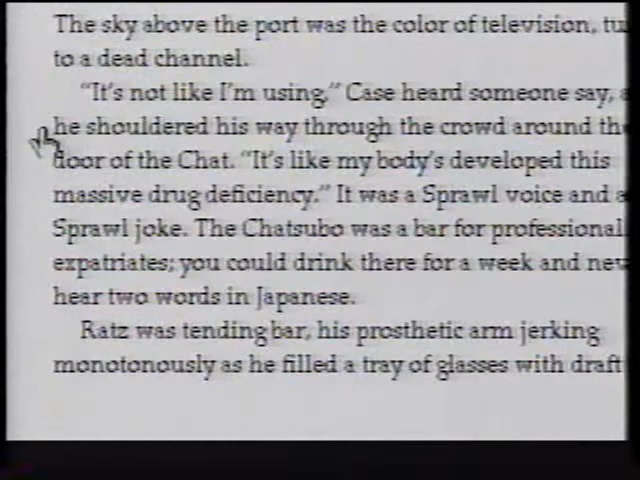 The sky above the port was the color of television, tu
to a dead channel.
“It's not like I'm using,” Case heard someone say, a
he shouldered his way through the crowd around the
door of the Chat. “It's like my body's developed this
massive drug deficiency.” It was a Sprawl voice and a
Sprawl joke. The Chatsubo was a bar for professional
expatriates; you could drink there for a week and nev
hear two words in Japanese.
Ratz was tending bar, his prosthetic arm jerking
monotonously as he filled a tray of glasses with draft